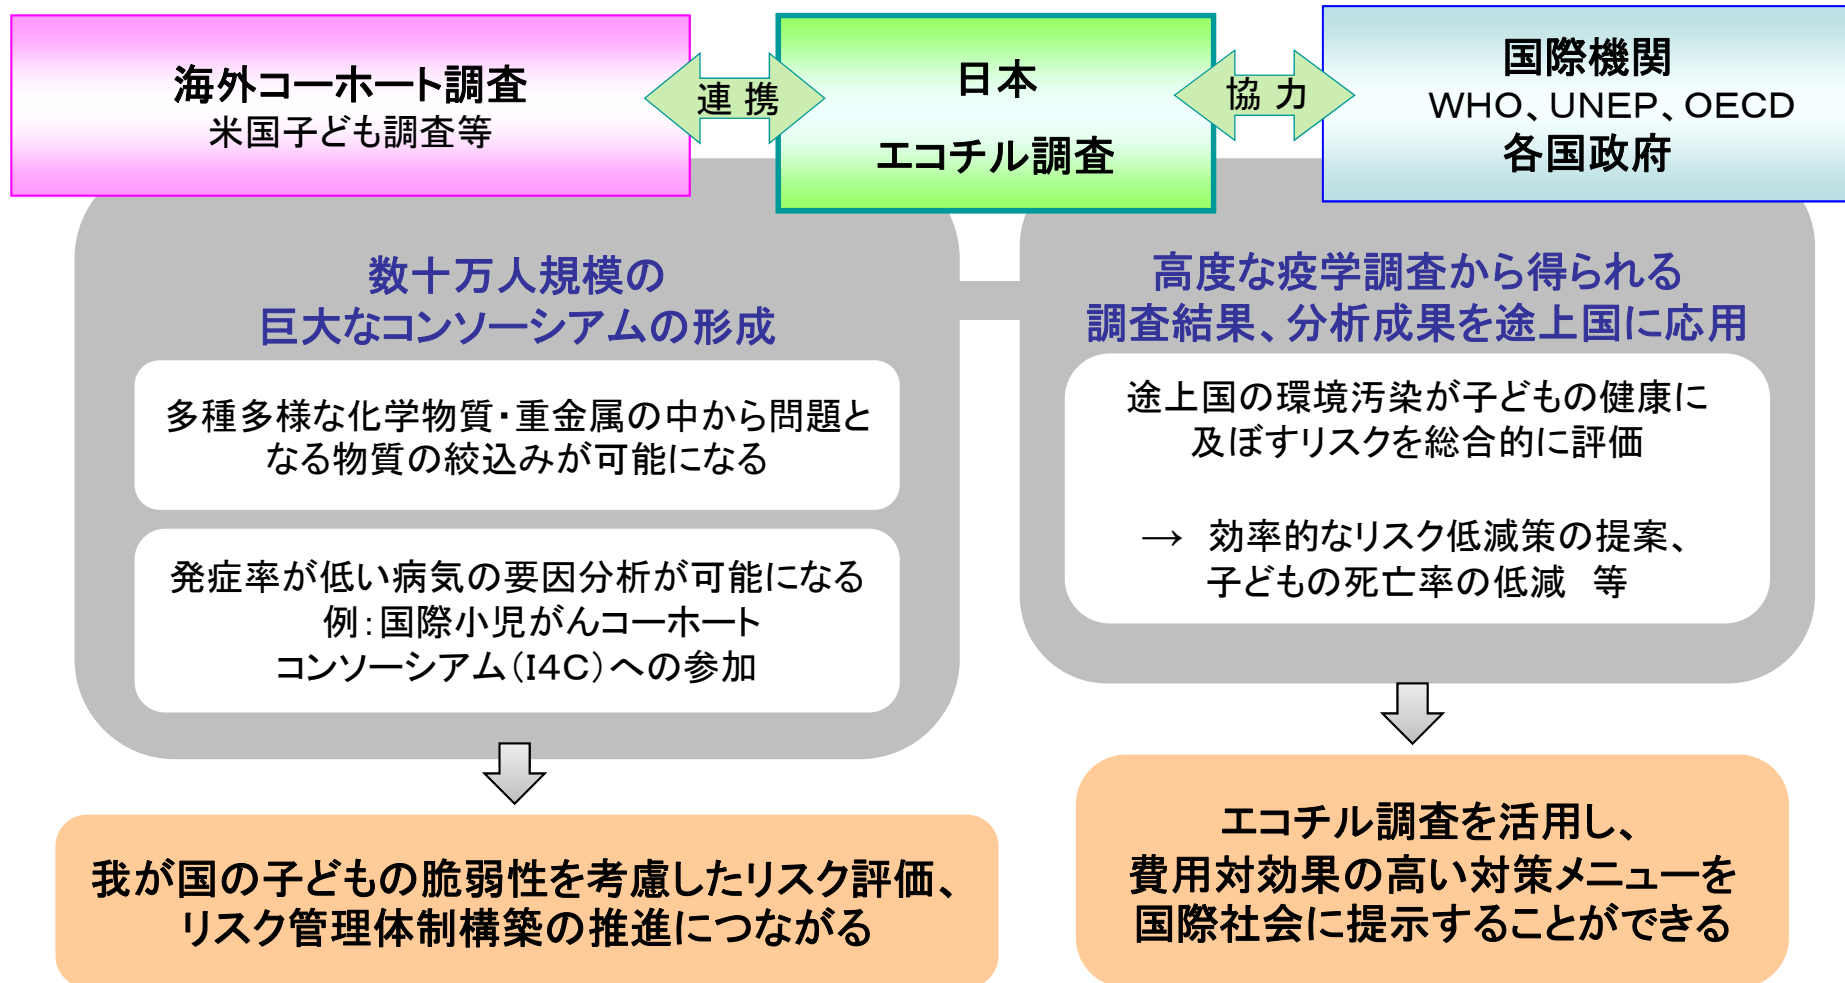 海外コーホート調査
米国子ども調査等
連 携
日本
エコチル調査
協 力
国際機関
WHO、UNEP、OECD
各国政府
数十万人規模の
巨大なコンソーシアムの形成
多種多様な化学物質・重金属の中から問題と
なる物質の絞込みが可能になる
発症率が低い病気の要因分析が可能になる
例：国際小児がんコーホート
コンソーシアム（I4C）への参加
我が国の子どもの脆弱性を考慮したリスク評価、
リスク管理体制構築の推進につながる
高度な疫学調査から得られる
調査結果、分析成果を途上国に応用
途上国の環境汚染が子どもの健康に
及ぼすリスクを総合的に評価
→ 効率的なリスク低減策の提案、
子どもの死亡率の低減 等
エコチル調査を活用し、
費用対効果の高い対策メニューを
国際社会に提示することができる